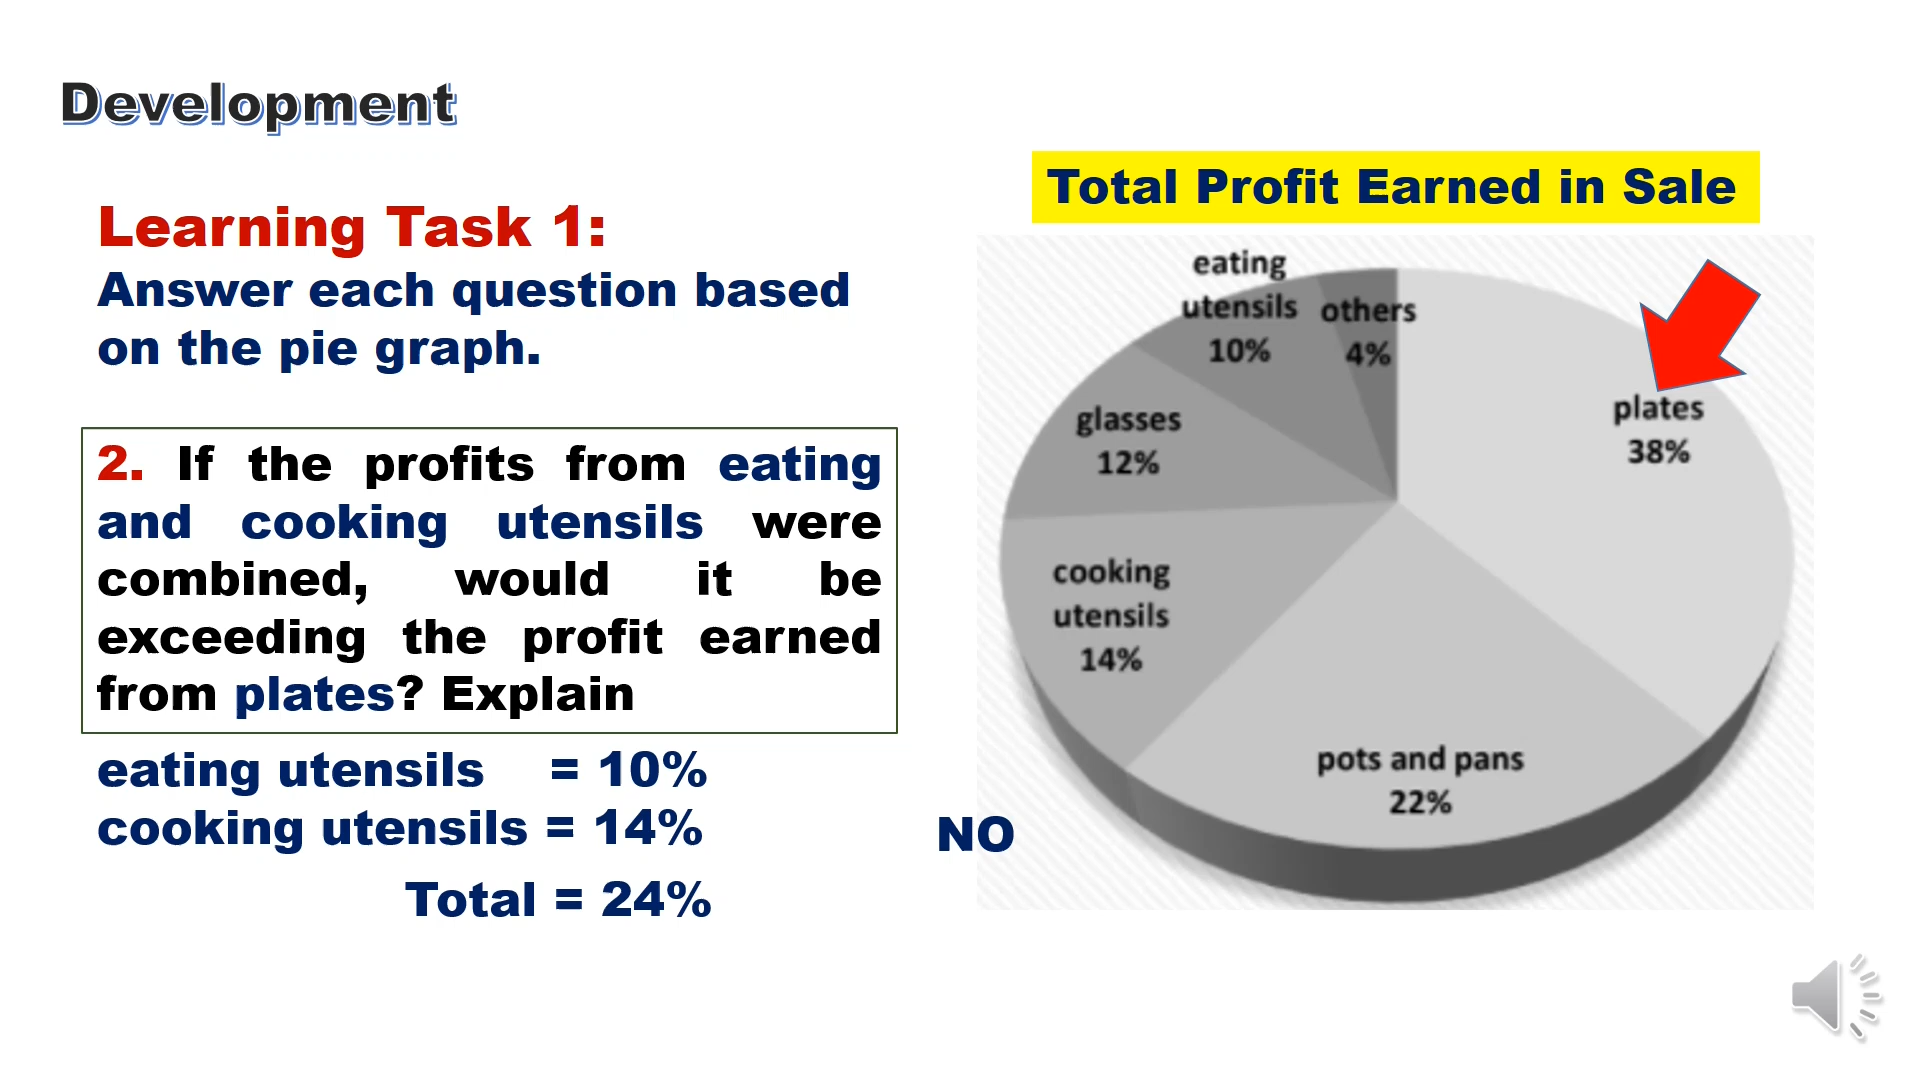 Development
Learning Task 1:
Answer each question based
on the pie graph.
2. If the profits from eating
and cooking utensils were
combined, would it be
exceeding the profit earned
from plates? Explain
eating utensils = 10%
cooking utensils = 14%
Total = 24%
NO
Total Profit Earned in Sale
eating
utensils
10%
others
4%
plates
38%
glasses
12%
cooking
utensils
14%
pots and pans
22%